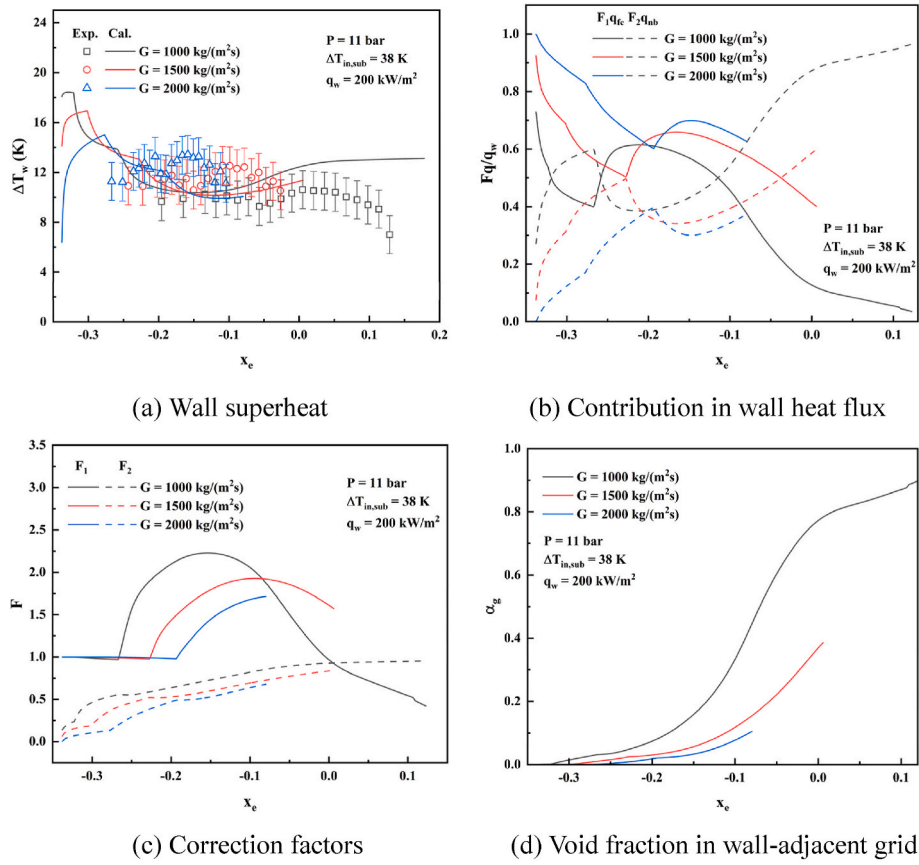 24
20
16
12
8
4
0
ΔT_w (K)
Exp. Cal.
G = 1000 kg/(m²s)
G = 1500 kg/(m²s)
G = 2000 kg/(m²s)
P = 11 bar
ΔT_in,sub = 38 K
q_w = 200 kW/m²
-0.3 -0.2 -0.1 0.0 0.1 0.2
x_e
(a) Wall superheat
1.0
0.8
0.6
0.4
0.2
0.0
Fq/q_w
F₁q_fc F₂q_nb
G = 1000 kg/(m²s)
G = 1500 kg/(m²s)
G = 2000 kg/(m²s)
P = 11 bar
ΔT_in,sub = 38 K
q_w = 200 kW/m²
-0.3 -0.2 -0.1 0.0 0.1
x_e
(b) Contribution in wall heat flux
3.5
3.0
2.5
2.0
1.5
1.0
0.5
0.0
F
F₁ F₂
G = 1000 kg/(m²s)
G = 1500 kg/(m²s)
G = 2000 kg/(m²s)
P = 11 bar
ΔT_in,sub = 38 K
q_w = 200 kW/m²
-0.3 -0.2 -0.1 0.0 0.1
x_e
(c) Correction factors
1.0
0.8
0.6
0.4
0.2
0.0
α_g
G = 1000 kg/(m²s)
G = 1500 kg/(m²s)
G = 2000 kg/(m²s)
P = 11 bar
ΔT_in,sub = 38 K
q_w = 200 kW/m²
-0.3 -0.2 -0.1 0.0 0.1
x_e
(d) Void fraction in wall-adjacent grid